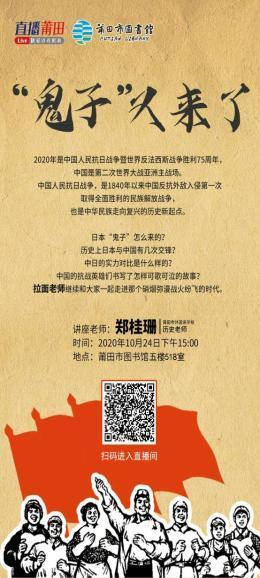 直播莆田
Live
莆田市图书馆
PUTIAN LIBRARY
“鬼子”又来了
2020年是中国人民抗日战争暨世界反法西斯战争胜利75周年，
中国是第二次世界大战亚洲主战场。
中国人民抗日战争，是1840年以来中国反抗外敌入侵第一次
取得全面胜利的民族解放战争，
也是中华民族走向复兴的历史新起点。
日本“鬼子”怎么来的？
历史上日本与中国有几次交锋？
中日的实力对比是什么样的？
中国的抗战英雄们书写了怎样可歌可泣的故事？
拉面老师继续和大家一起走进那个硝烟弥漫战火纷飞的时代。
讲座老师：郑桂珊
历史老师
时间：2020年10月24日下午15:00
地点：莆田市图书馆五楼518室
扫码进入直播间